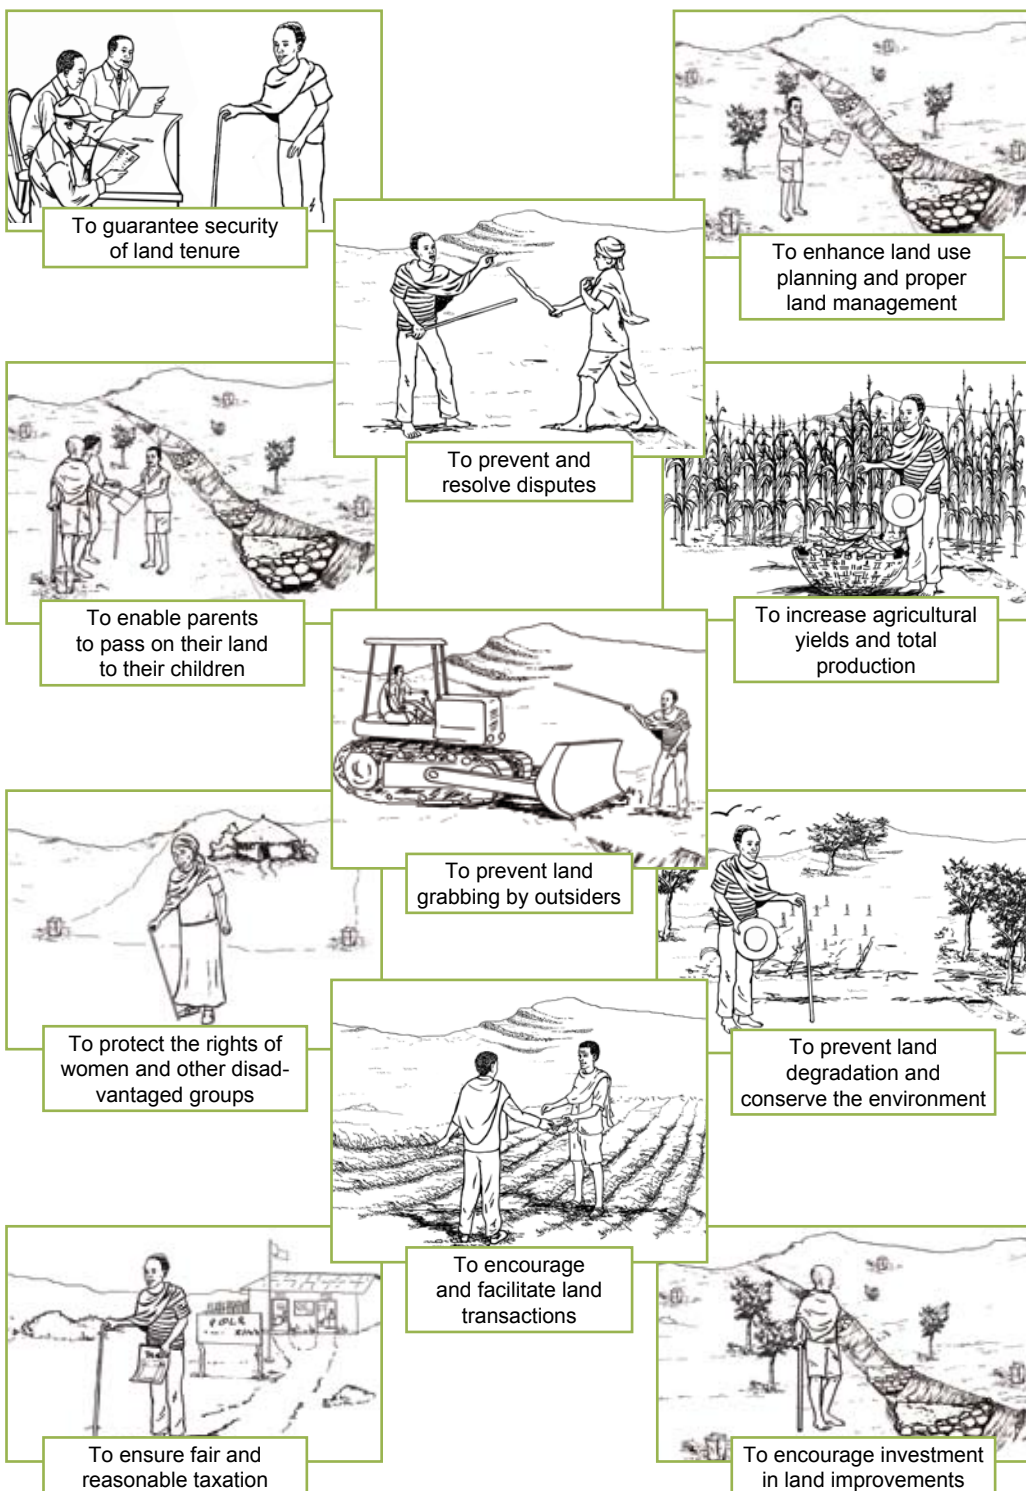 To guarantee security
of land tenure
To enhance land use
planning and proper
land management
To prevent and
resolve disputes
To enable parents
to pass on their land
to their children
To increase agricultural
yields and total
production
To prevent land
grabbing by outsiders
To protect the rights of
women and other disad-
vantaged groups
To prevent land
degradation and
conserve the environment
To encourage
and facilitate land
transactions
To ensure fair and
reasonable taxation
To encourage investment
in land improvements